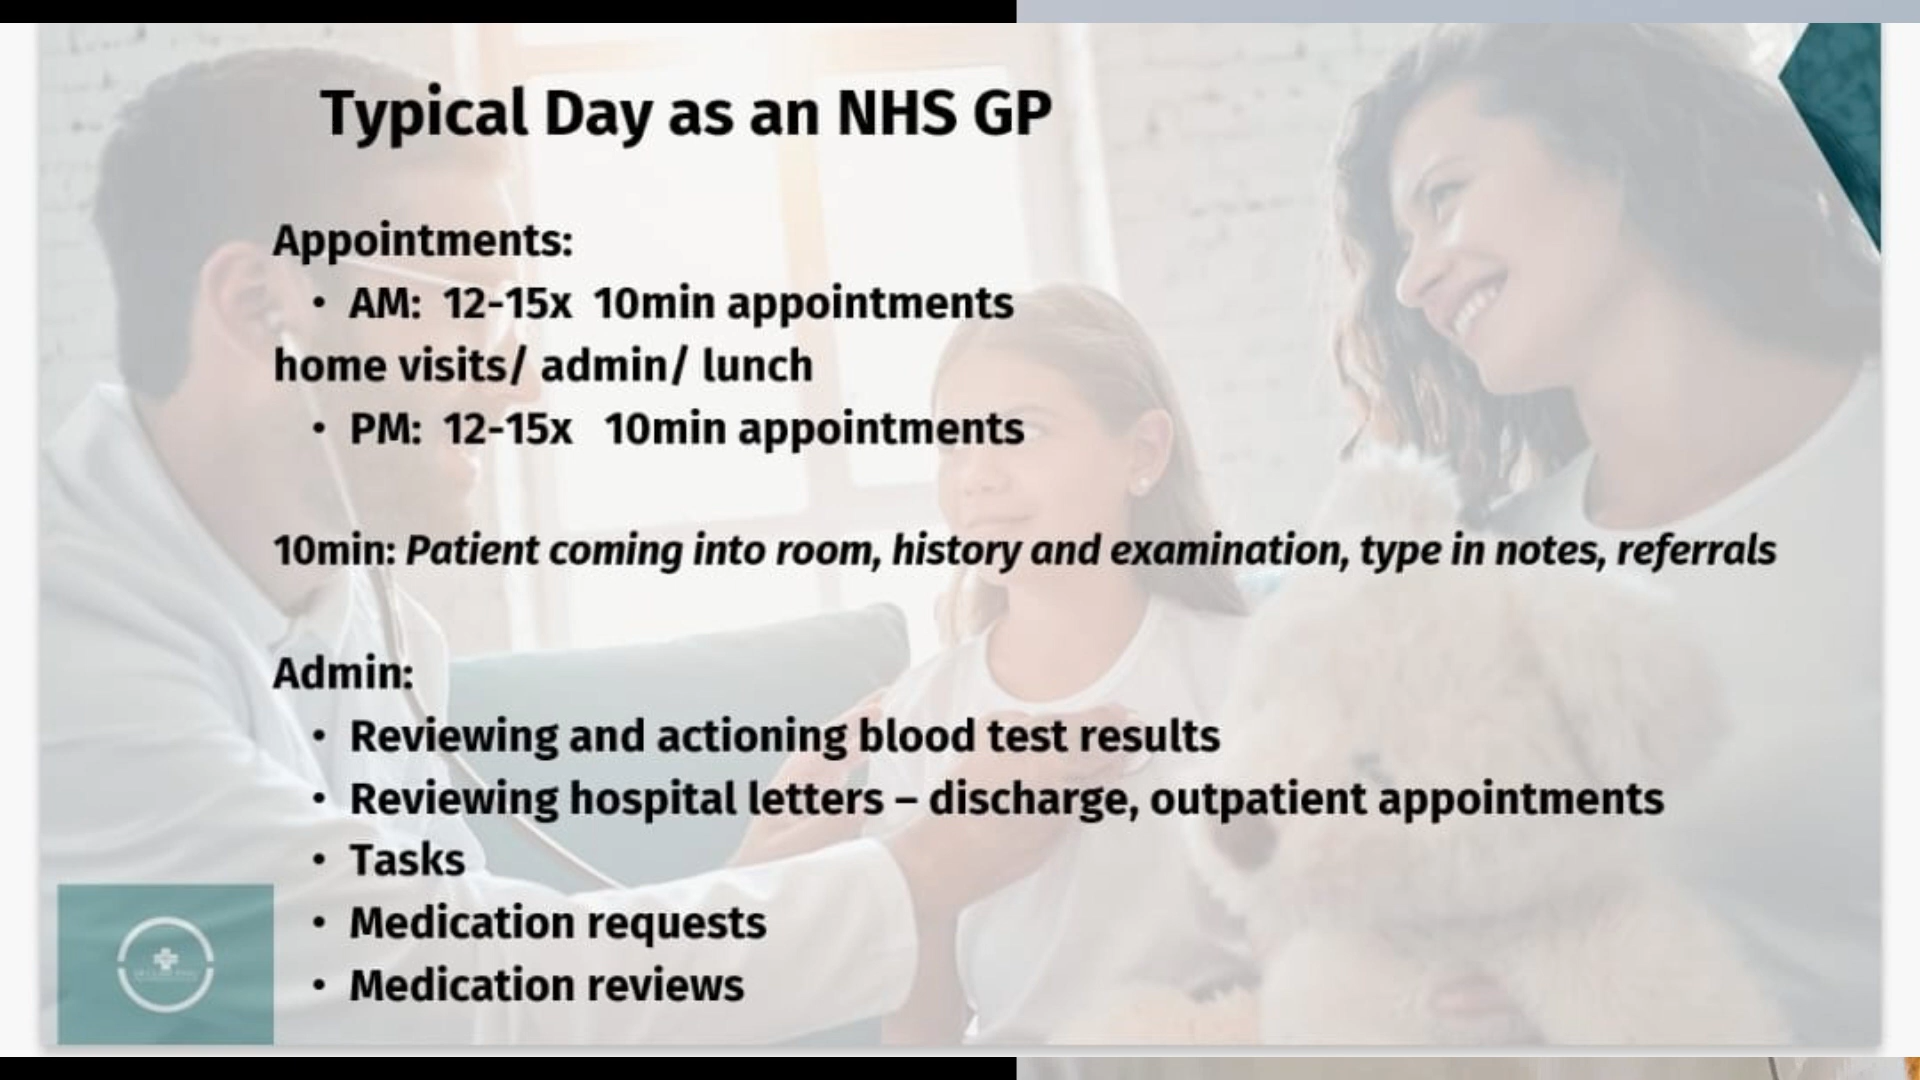 Typical Day as an NHS GP
Appointments:
• AM: 12-15x 10min appointments
home visits/ admin/ lunch
• PM: 12-15x 10min appointments
10min: Patient coming into room, history and examination, type in notes, referrals
Admin:
• Reviewing and actioning blood test results
• Reviewing hospital letters – discharge, outpatient appointments
• Tasks
• Medication requests
• Medication reviews